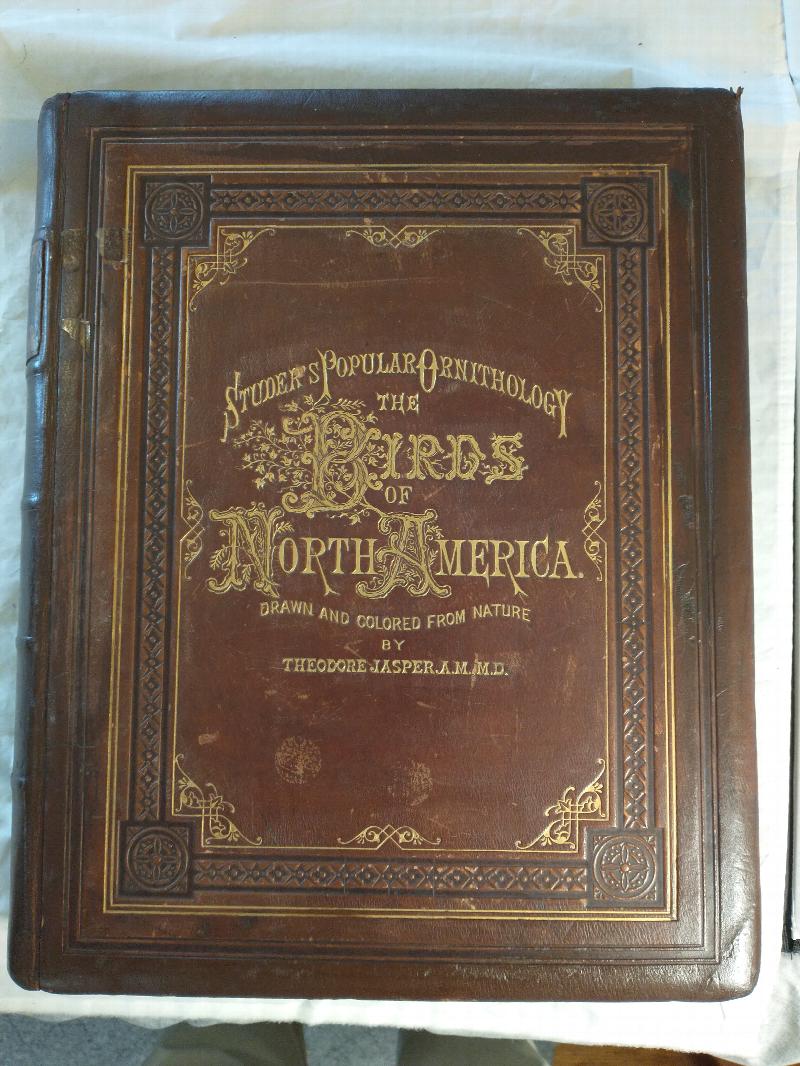 STUDER'S POPULAR ORNITHOLOGY
THE
BIRDS
OF
NORTH AMERICA.
DRAWN AND COLORED FROM NATURE
BY
THEODORE JASPER, A.M., M.D.